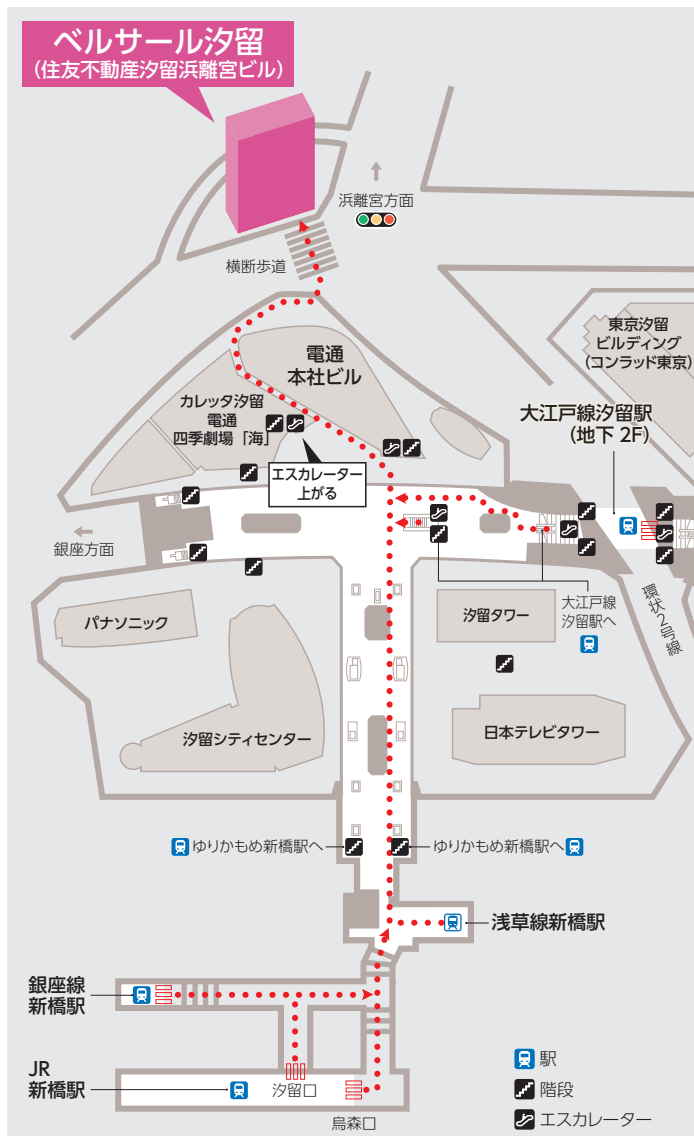 ベルサール汐留
(住友不動産汐留浜離宮ビル)
浜離宮方面
横断歩道
東京汐留
ビルディング
(コンラッド東京)
電通
本社ビル
カレッタ汐留
電通
四季劇場「海」
大江戸線汐留駅
(地下 2F)
エスカレーター
上がる
銀座方面
環状2号線
大江戸線
汐留駅へ
パナソニック
汐留タワー
汐留シティセンター
日本テレビタワー
ゆりかもめ新橋駅へ
ゆりかもめ新橋駅へ
浅草線新橋駅
銀座線
新橋駅
JR
新橋駅
汐留口
烏森口
駅
階段
エスカレーター